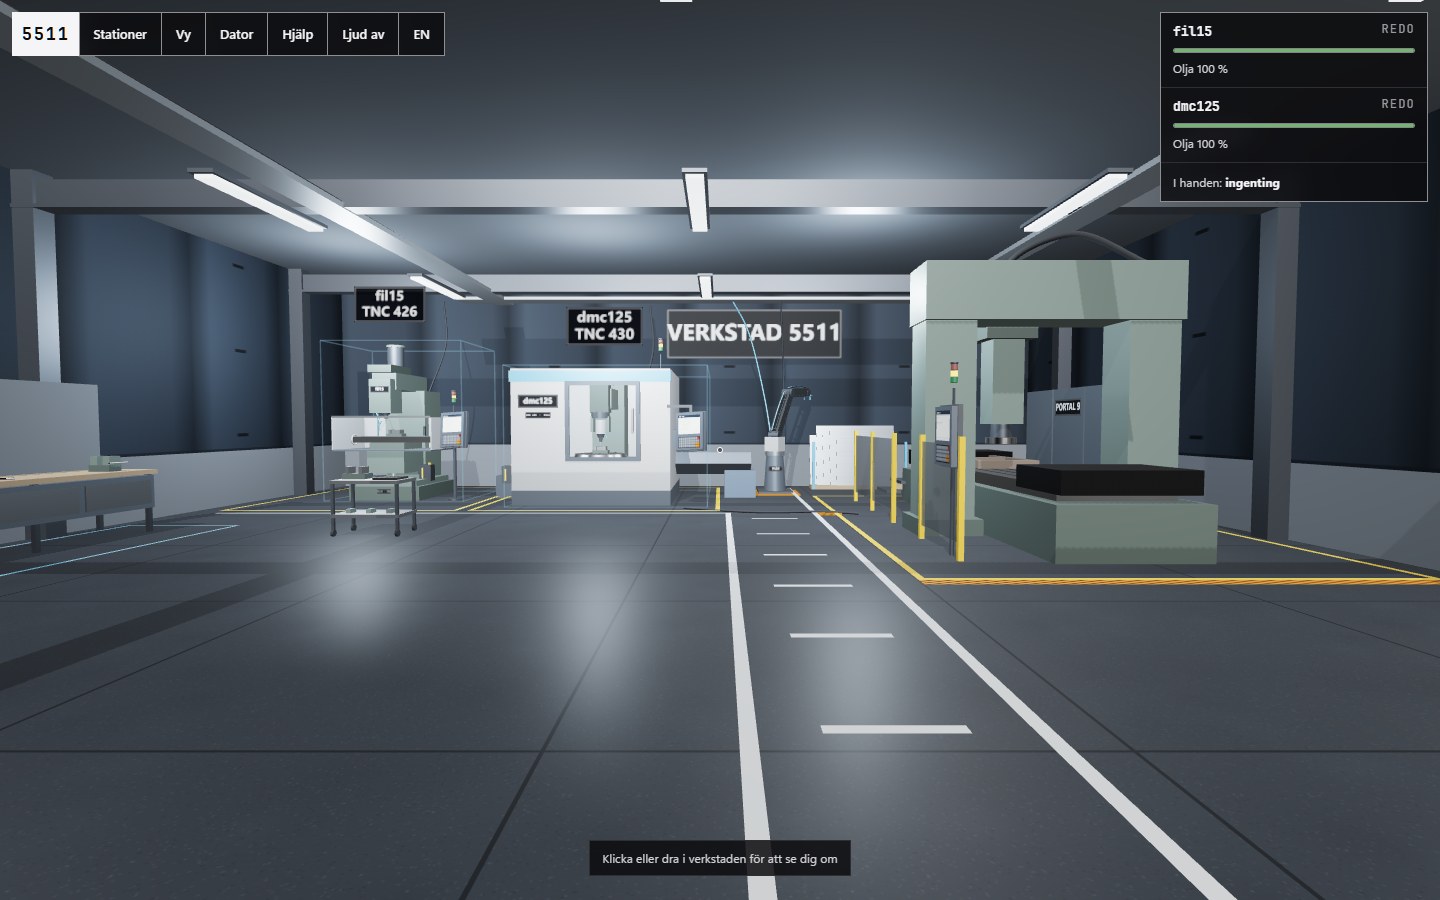 5511
Stationer
Vy
Dator
Hjälp
Ljud av
EN
fil15
REDO
Olja 100 %
dmc125
REDO
Olja 100 %
I handen: ingenting
fil15
TNC 426
dmc125
TNC 430
VERKSTAD 5511
dmc125
PORTAL 9
Klicka eller dra i verkstaden för att se dig om